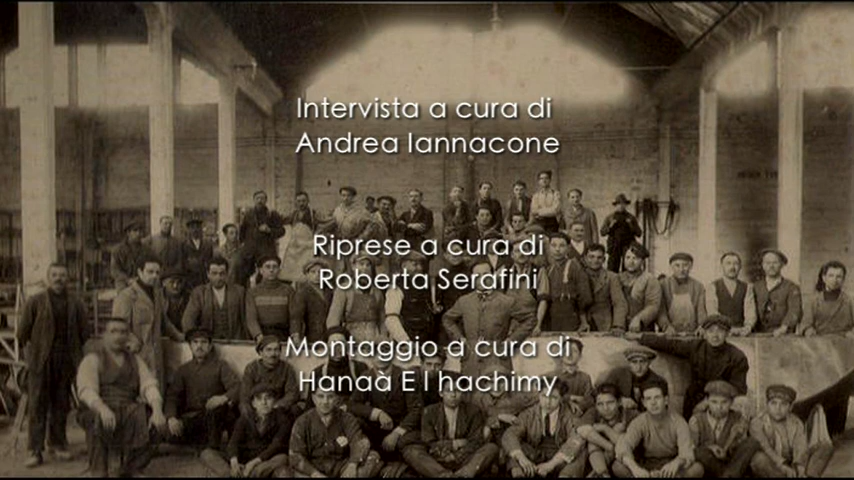 Intervista a cura di
Andrea Iannacone
Riprese a cura di
Roberta Serafini
Montaggio a cura di
Hanaà E l hachimy